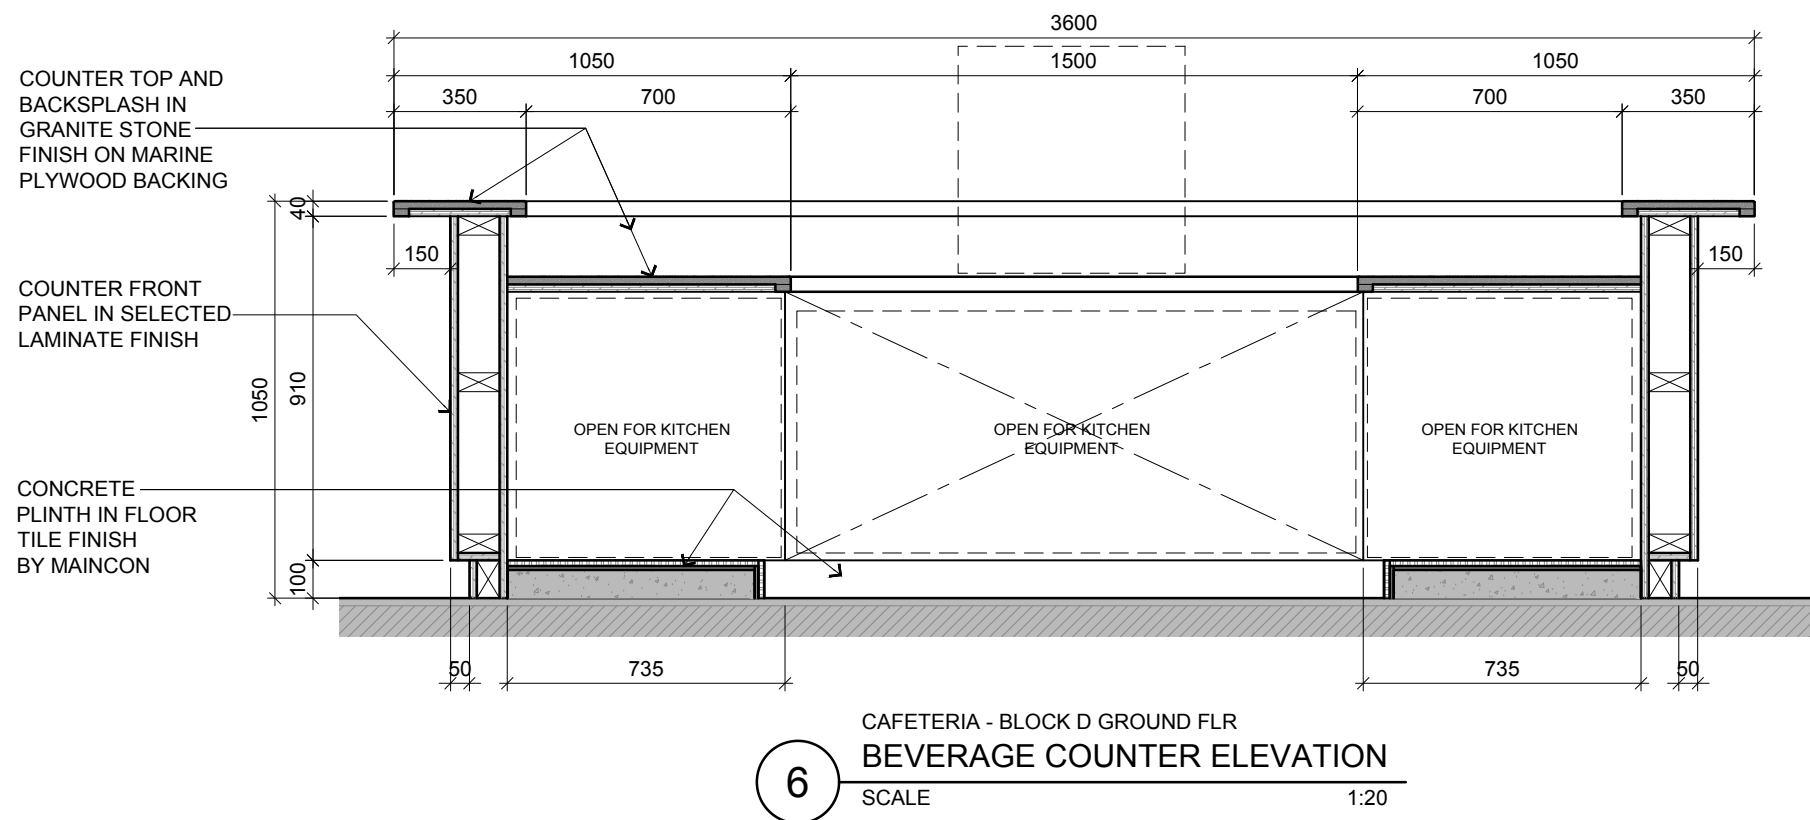 3600
1050
1500
1050
350
700
700
350
COUNTER TOP AND
BACKSPLASH IN
GRANITE STONE
FINISH ON MARINE
PLYWOOD BACKING
40
150
150
COUNTER FRONT
PANEL IN SELECTED
LAMINATE FINISH
1050
910
OPEN FOR KITCHEN
EQUIPMENT
OPEN FOR KITCHEN
EQUIPMENT
OPEN FOR KITCHEN
EQUIPMENT
CONCRETE
PLINTH IN FLOOR
TILE FINISH
BY MAINCON
100
50
735
735
50
CAFETERIA - BLOCK D GROUND FLR
6
BEVERAGE COUNTER ELEVATION
SCALE 1:20